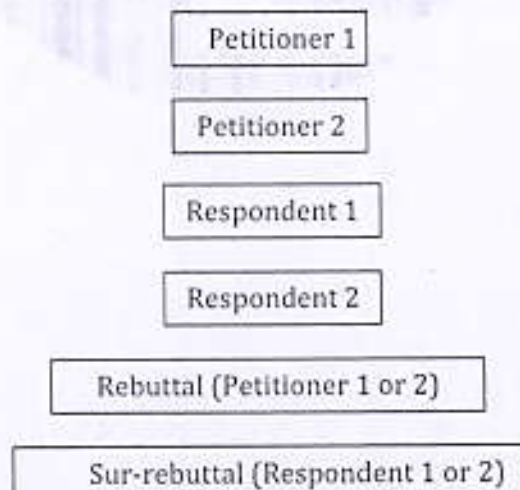 Petitioner 1
Petitioner 2
Respondent 1
Respondent 2
Rebuttal (Petitioner 1 or 2)
Sur-rebuttal (Respondent 1 or 2)